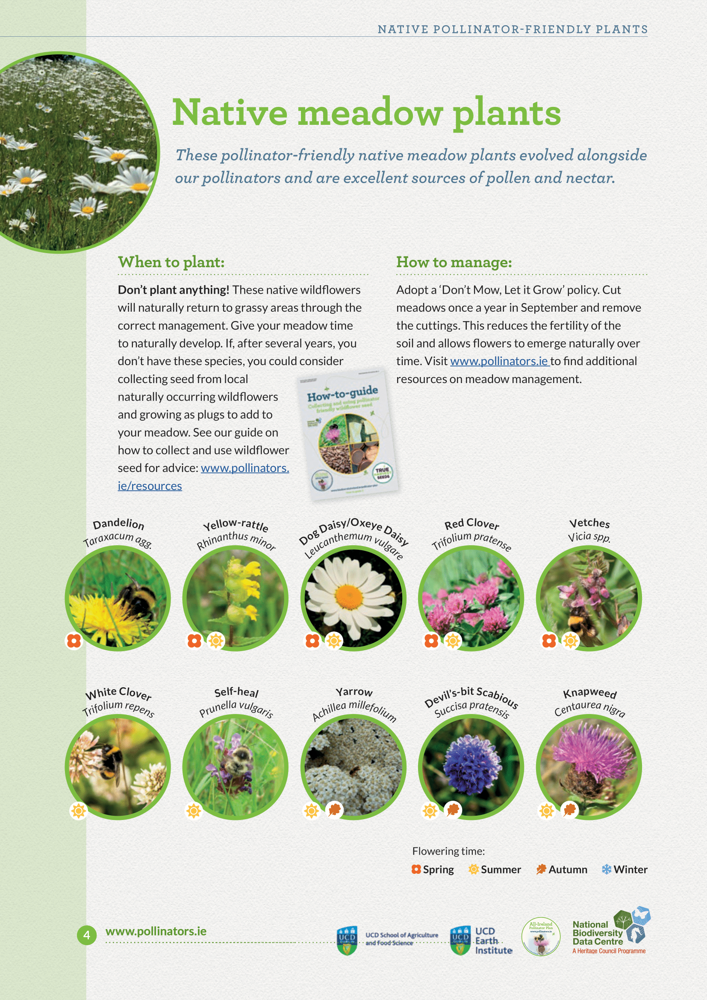 NATIVE POLLINATOR-FRIENDLY PLANTS
Native meadow plants
These pollinator-friendly native meadow plants evolved alongside
our pollinators and are excellent sources of pollen and nectar.
When to plant:
Don’t plant anything! These native wildflowers
will naturally return to grassy areas through the
correct management. Give your meadow time
to naturally develop. If, after several years, you
don’t have these species, you could consider
collecting seed from local
naturally occurring wildflowers
and growing as plugs to add to
your meadow. See our guide on
how to collect and use wildflower
seed for advice: www.pollinators.
ie/resources
How-to-guide
Collecting and using pollinator
friendly wildflower seed
TRUE
HARVEST
SEEDS
How to manage:
Adopt a ‘Don’t Mow, Let it Grow’ policy. Cut
meadows once a year in September and remove
the cuttings. This reduces the fertility of the
soil and allows flowers to emerge naturally over
time. Visit www.pollinators.ie to find additional
resources on meadow management.
Dandelion
Taraxacum agg.
Yellow-rattle
Rhinanthus minor
Dog Daisy/Oxeye Daisy
Leucanthemum vulgare
Red Clover
Trifolium pratense
Vetches
Vicia spp.
White Clover
Trifolium repens
Self-heal
Prunella vulgaris
Yarrow
Achillea millefolium
Devil’s-bit Scabious
Succisa pratensis
Knapweed
Centaurea nigra
Flowering time:
Spring Summer Autumn Winter
4
www.pollinators.ie
UCD
DUBLIN
UCD School of Agriculture
and Food Science
UCD
DUBLIN
UCD
Earth
Institute
All-Ireland
Pollinator Plan
www.pollinators.ie
National
Biodiversity
Data Centre
A Heritage Council Programme